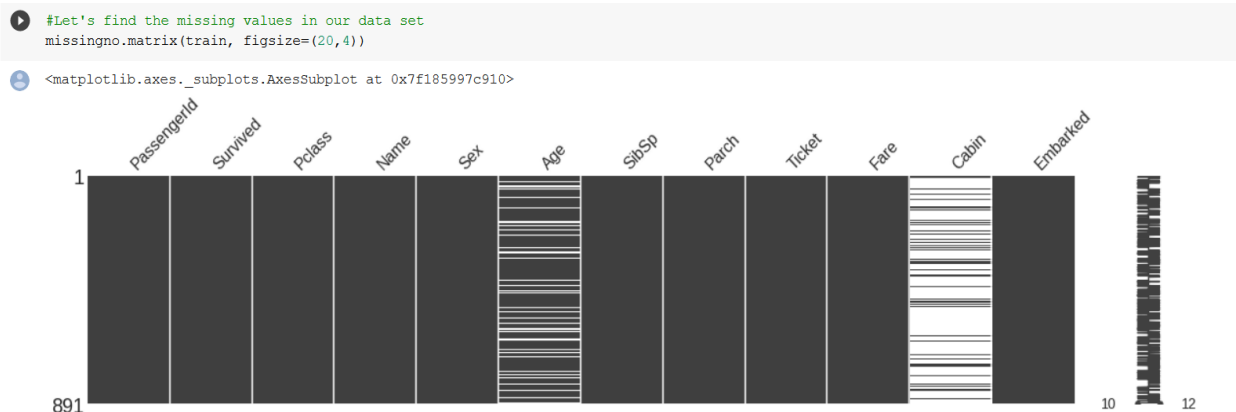 #Let's find the missing values in our data set
missingno.matrix(train, figsize=(20,4))
<matplotlib.axes._subplots.AxesSubplot at 0x7f185997c910>
PassengerId Survived Pclass Name Sex Age SibSp Parch Ticket Fare Cabin Embarked
1
891 10 12